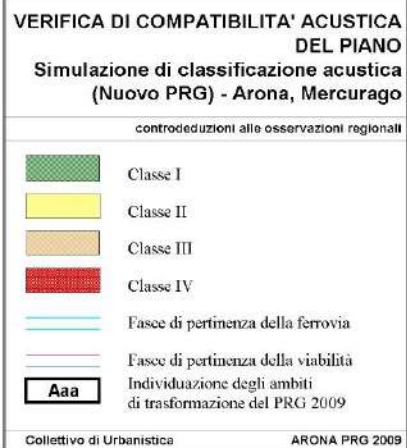 VERIFICA DI COMPATIBILITA' ACUSTICA
DEL PIANO
Simulazione di classificazione acustica
(Nuovo PRG) - Arona, Mercurago
controdeduzioni alle osservazioni regionali
Classe I
Classe II
Classe III
Classe IV
Fasce di pertinenza della ferrovia
Fasce di pertinenza della viabilità
Aaa
Individuazione degli ambiti
di trasformazione del PRG 2009
Collettivo di Urbanistica
ARONA PRG 2009